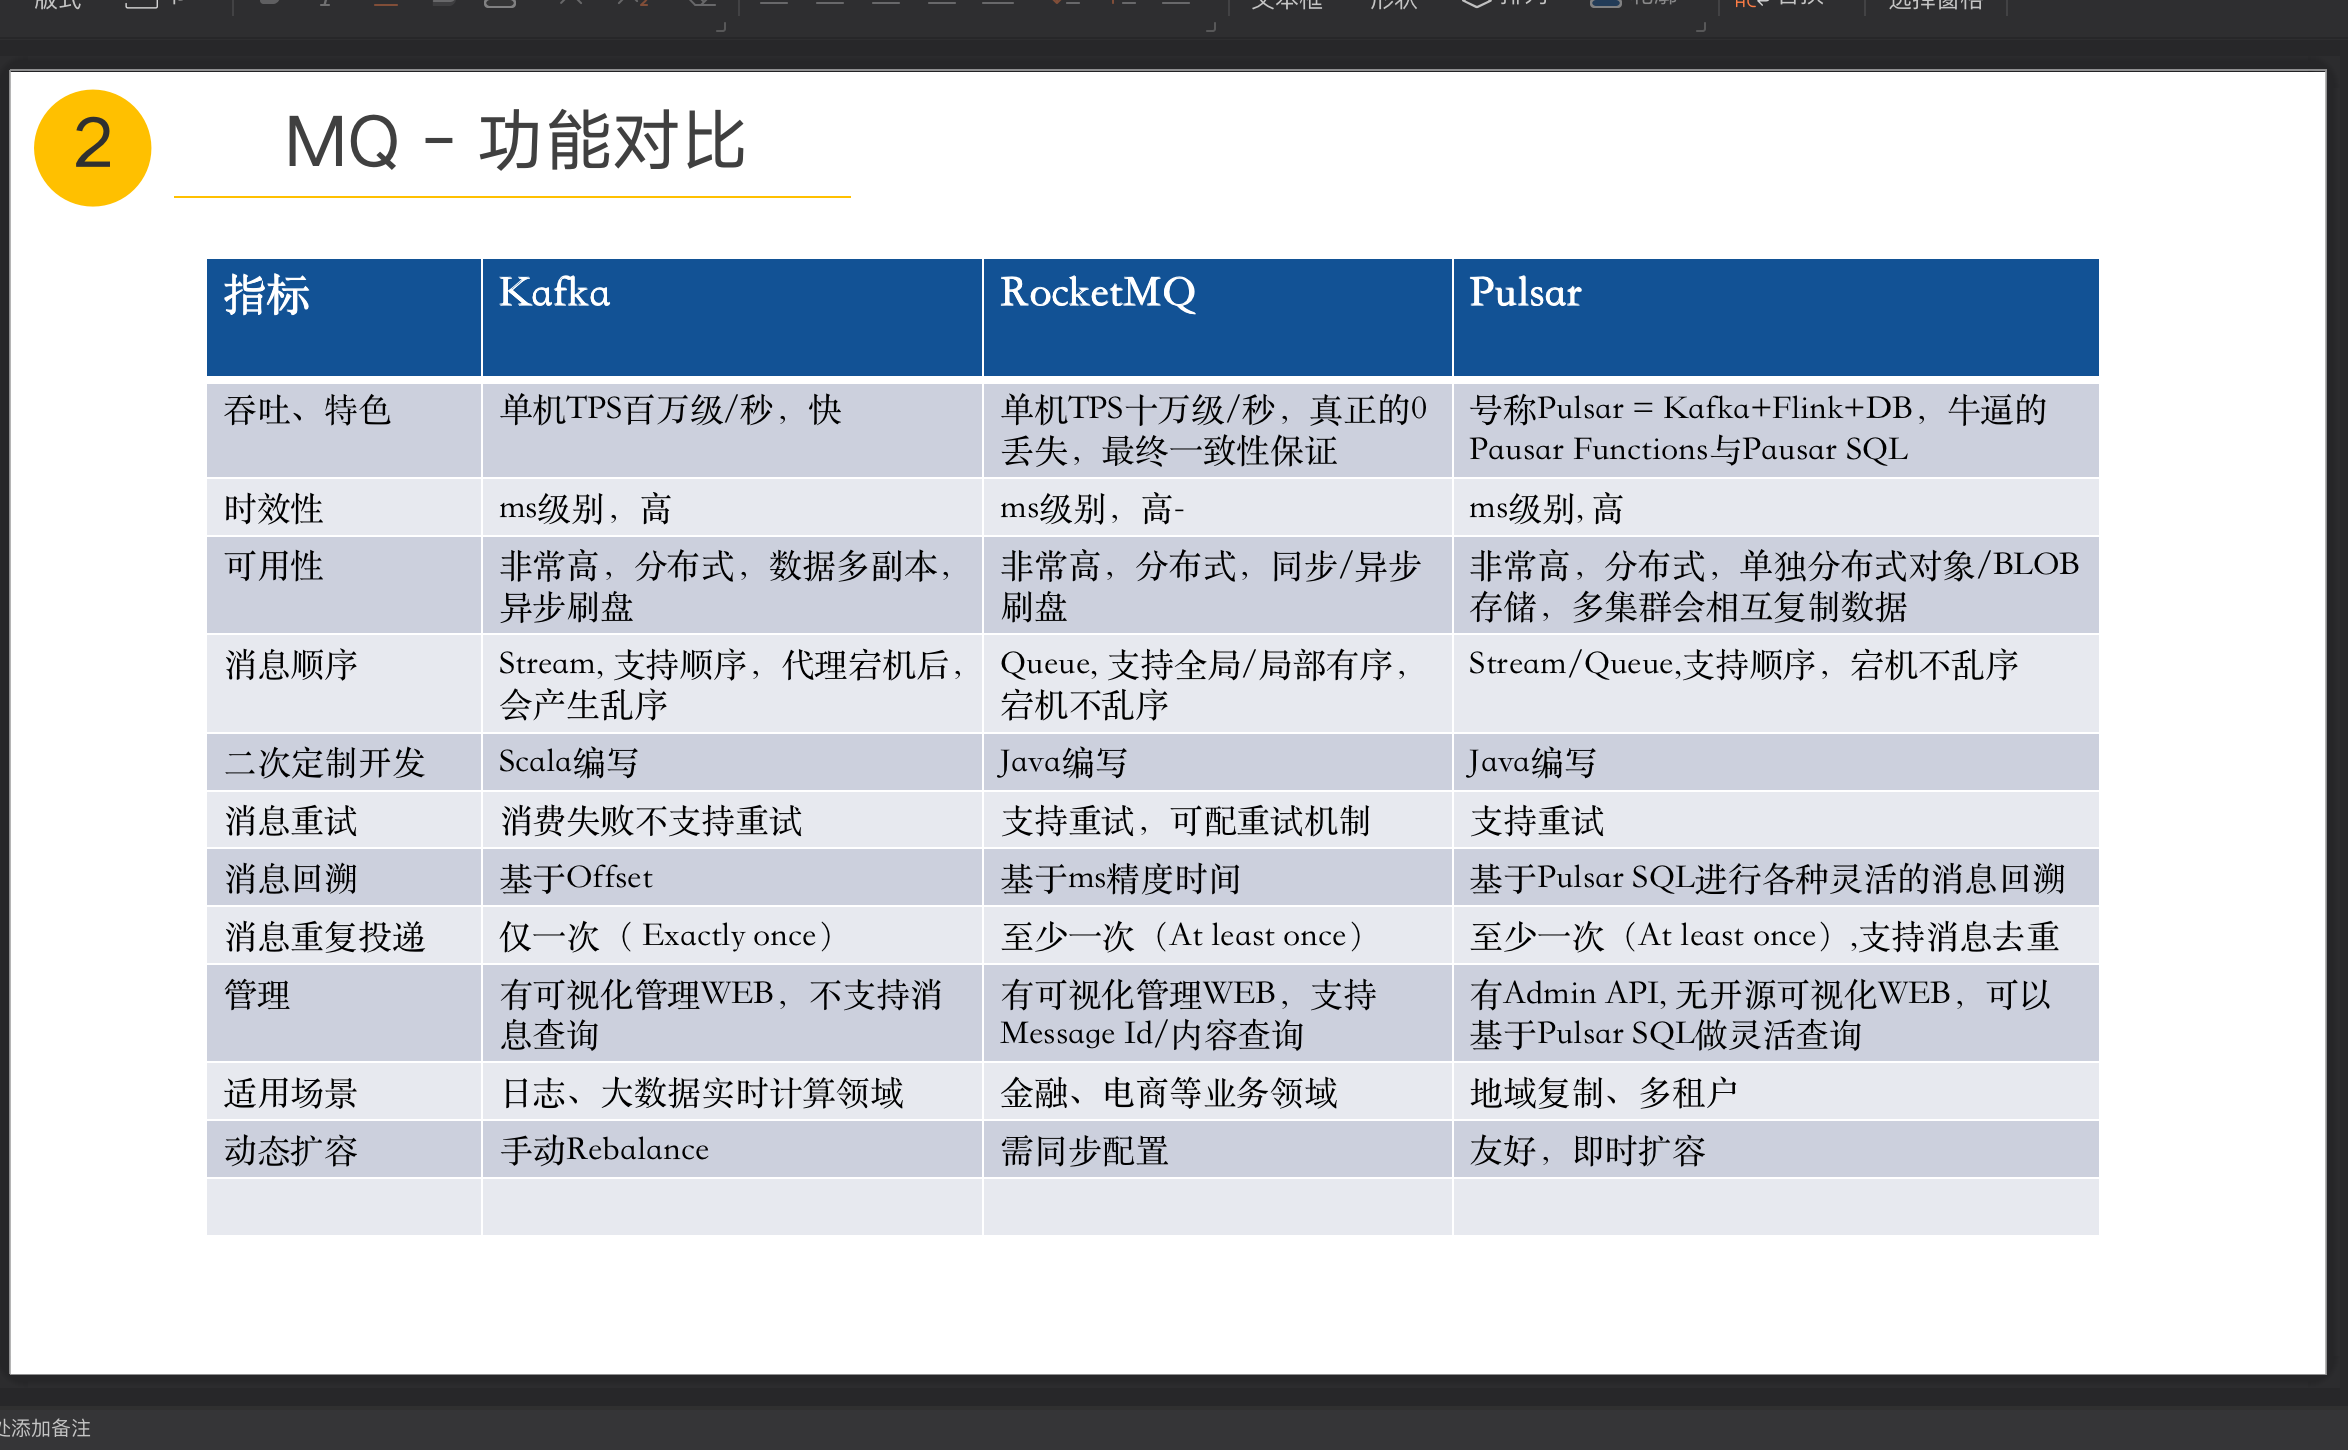 版式
文本框
形状
排列
轮廓
替换
选择窗格
2
MQ - 功能对比
指标
Kafka
RocketMQ
Pulsar
吞吐、特色
单机TPS百万级/秒，快
单机TPS十万级/秒，真正的0
丢失，最终一致性保证
号称Pulsar = Kafka+Flink+DB，牛逼的
Pausar Functions与Pausar SQL
时效性
ms级别，高
ms级别，高-
ms级别, 高
可用性
非常高，分布式，数据多副本，
异步刷盘
非常高，分布式，同步/异步
刷盘
非常高，分布式，单独分布式对象/BLOB
存储，多集群会相互复制数据
消息顺序
Stream, 支持顺序，代理宕机后，
会产生乱序
Queue, 支持全局/局部有序，
宕机不乱序
Stream/Queue,支持顺序，宕机不乱序
二次定制开发
Scala编写
Java编写
Java编写
消息重试
消费失败不支持重试
支持重试，可配重试机制
支持重试
消息回溯
基于Offset
基于ms精度时间
基于Pulsar SQL进行各种灵活的消息回溯
消息重复投递
仅一次（ Exactly once）
至少一次（At least once）
至少一次（At least once）,支持消息去重
管理
有可视化管理WEB，不支持消
息查询
有可视化管理WEB，支持
Message Id/内容查询
有Admin API, 无开源可视化WEB，可以
基于Pulsar SQL做灵活查询
适用场景
日志、大数据实时计算领域
金融、电商等业务领域
地域复制、多租户
动态扩容
手动Rebalance
需同步配置
友好，即时扩容
处添加备注